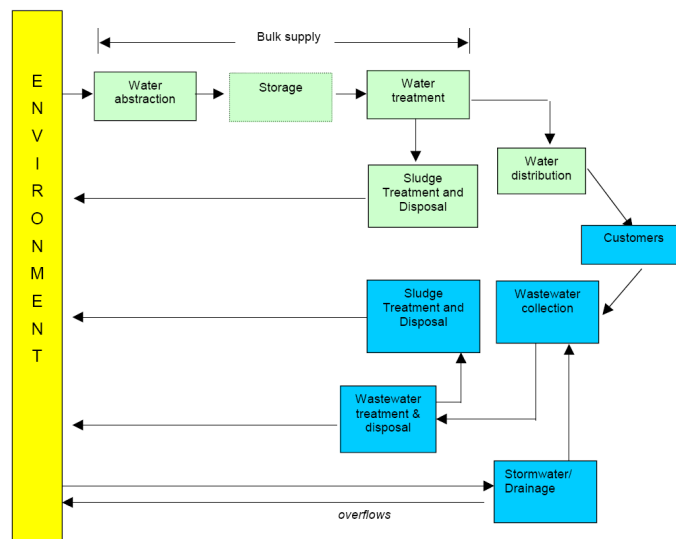 Bulk supply
ENVIRONMENT
Water
abstraction
Storage
Water
treatment
Water
distribution
Sludge
Treatment and
Disposal
Customers
Sludge
Treatment and
Disposal
Wastewater
collection
Wastewater
treatment &
disposal
Stormwater/
Drainage
overflows